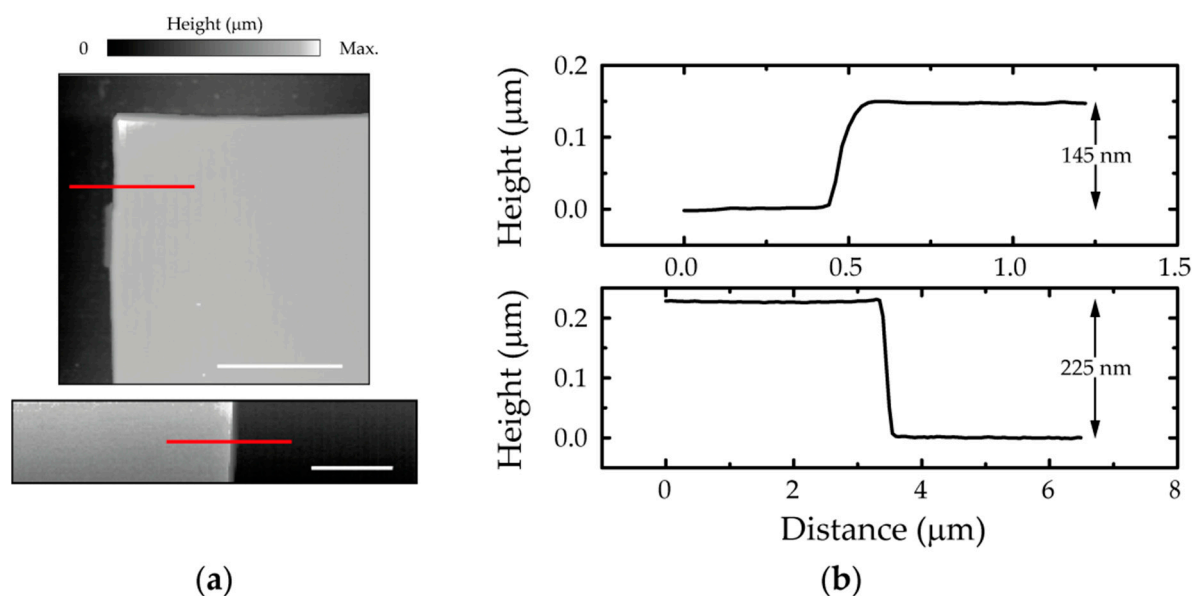 Height (μm)
0 Max.
Height (μm)
0.2
0.1
0.0
145 nm
0.0 0.5 1.0 1.5
Height (μm)
0.2
0.1
0.0
225 nm
0 2 4 6 8
Distance (μm)
(a) (b)